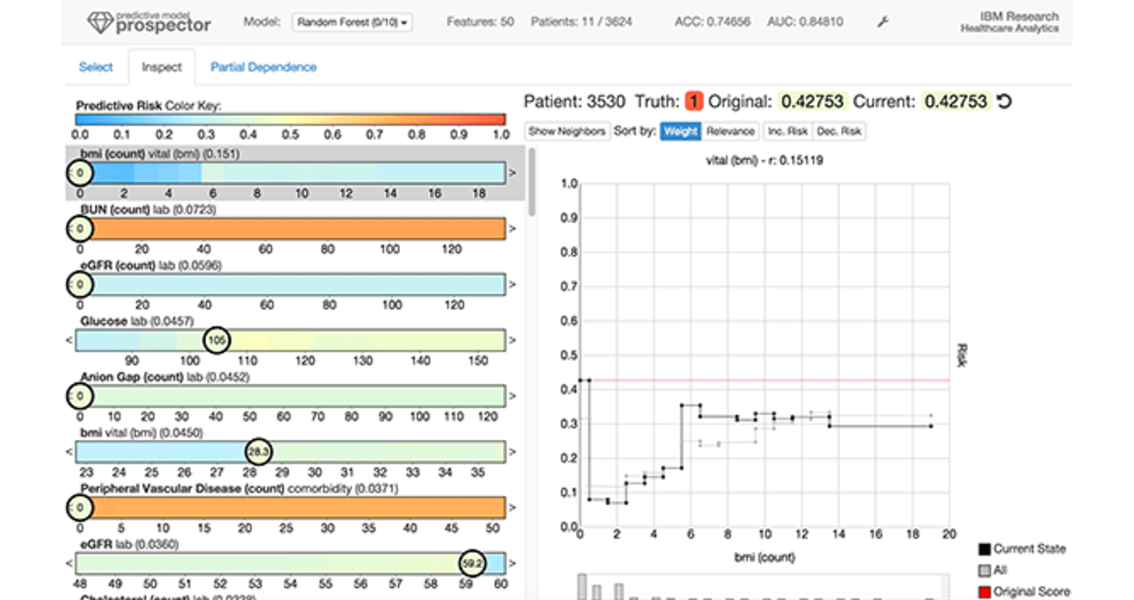 predictive model
prospector
Model: Random Forest (0/10)
Features: 50 Patients: 11 / 3624 ACC: 0.74656 AUC: 0.84810
IBM Research
Healthcare Analytics
Select Inspect Partial Dependence
Predictive Risk Color Key:
0.0 0.1 0.2 0.3 0.4 0.5 0.6 0.7 0.8 0.9 1.0
bmi (count) vital (bmi) (0.151)
< 0 >
0 2 4 6 8 10 12 14 16 18
BUN (count) lab (0.0723)
< 0 >
0 20 40 60 80 100 120
eGFR (count) lab (0.0596)
< 0 >
0 20 40 60 80 100 120
Glucose lab (0.0457)
< 105 >
90 100 110 120 130 140 150
Anion Gap (count) lab (0.0452)
< 0 >
0 10 20 30 40 50 60 70 80 90 100 110 120
bmi vital (bmi) (0.0450)
< 28.3 >
23 24 25 26 27 28 29 30 31 32 33 34 35
Peripheral Vascular Disease (count) comorbidity (0.0371)
< 0 >
0 5 10 15 20 25 30 35 40 45 50
eGFR lab (0.0360)
< 59.2 >
48 49 50 51 52 53 54 55 56 57 58 59 60
Cholesterol (count) lab
Patient: 3530 Truth: 1 Original: 0.42753 Current: 0.42753
Show Neighbors Sort by: Weight Relevance Inc. Risk Dec. Risk
vital (bmi) - r: 0.15119
1.0
0.9
0.8
0.7
0.6
0.5
0.4
0.3
0.2
0.1
0.0
0 2 4 6 8 10 12 14 16 18 20
bmi (count)
Risk
Current State
All
Original Score